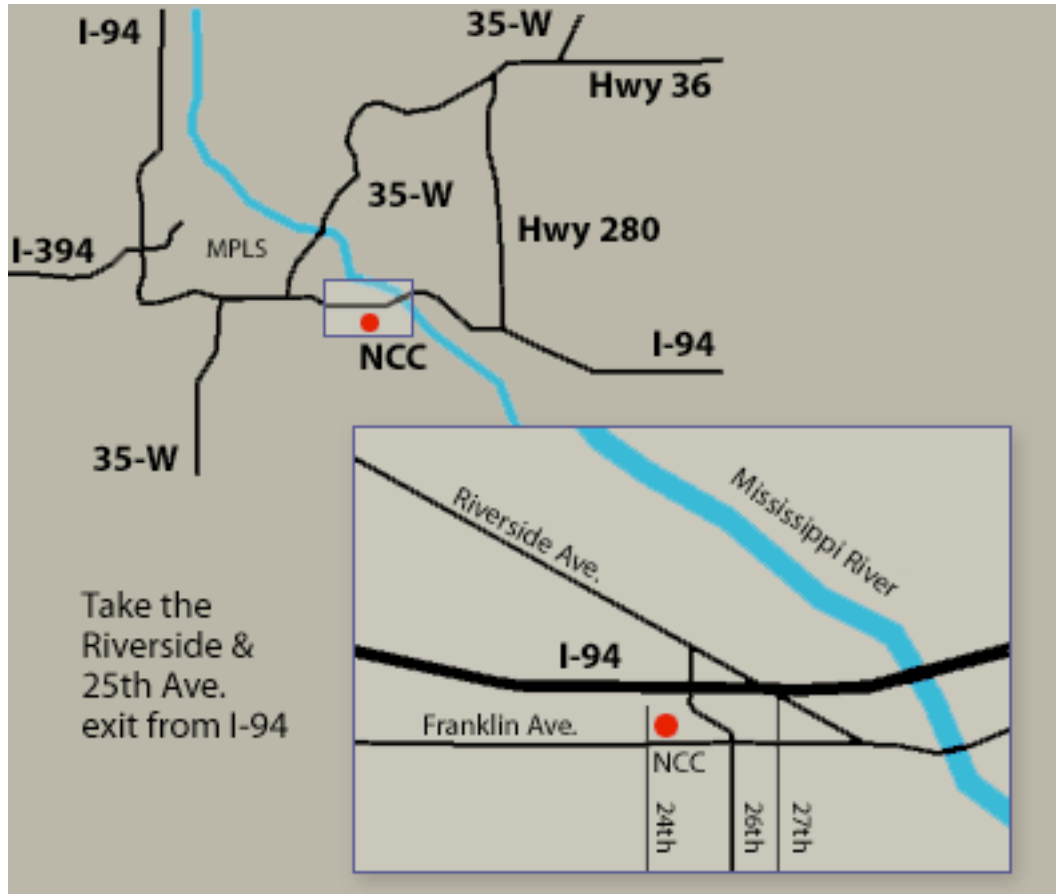 I-94
35-W
Hwy 36
35-W
Hwy 280
I-394
MPLS
I-94
NCC
35-W
Take the
Riverside &
25th Ave.
exit from I-94
Riverside Ave.
Mississippi River
I-94
Franklin Ave.
NCC
24th
26th
27th